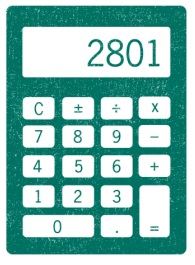 2801
C ± ÷ x
7 8 9 −
4 5 6 +
1 2 3
0 . =